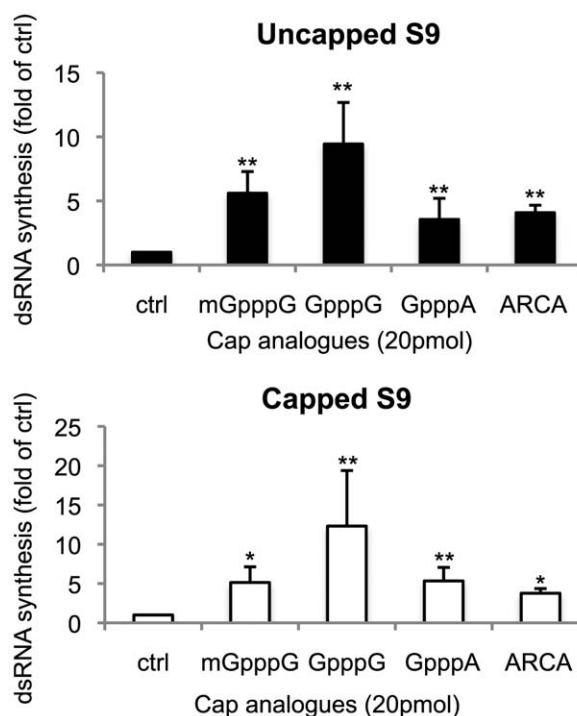 Uncapped S9
dsRNA synthesis (fold of ctrl)
15
10
5
0
** ** ** **
ctrl mGpppG GpppG GpppA ARCA
Cap analogues (20pmol)
Capped S9
dsRNA synthesis (fold of ctrl)
25
20
15
10
5
0
* ** ** *
ctrl mGpppG GpppG GpppA ARCA
Cap analogues (20pmol)